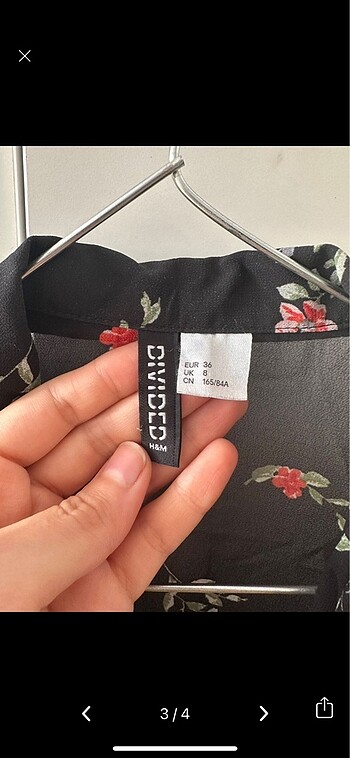 DIVIDED
H&M
EUR 36
UK 8
CN 165/84A
3/4